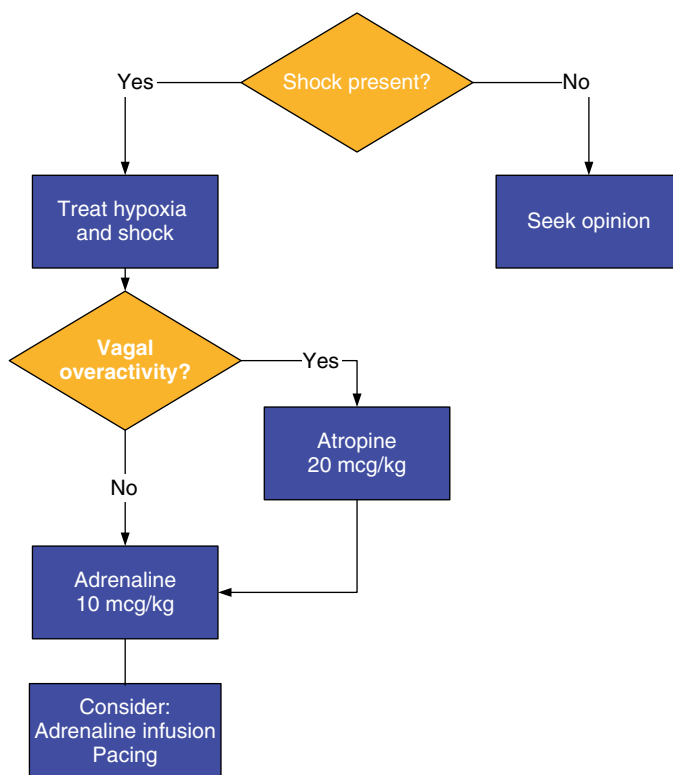 Shock present?
Yes
No
Treat hypoxia
and shock
Seek opinion
Vagal
overactivity?
Yes
Atropine
20 mcg/kg
No
Adrenaline
10 mcg/kg
Consider:
Adrenaline infusion
Pacing